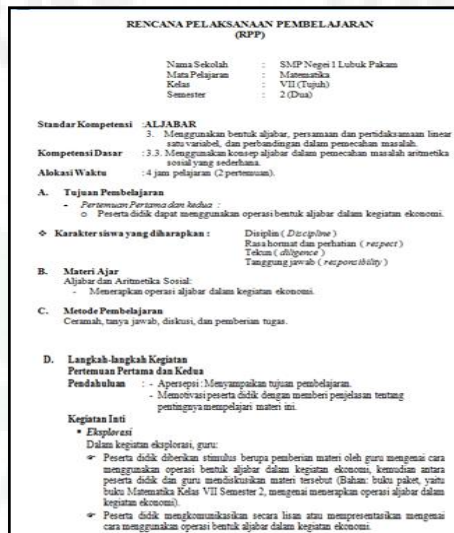 RENCANA PELAKSANAAN PEMBELAJARAN
(RPP)
Nama Sekolah : SMP Negei 1 Lubuk Pakam
Mata Pelajaran : Matematika
Kelas : VII (Tujuh)
Semester : 2 (Dua)
Standar Kompetensi : ALJABAR
3. Menggunakan bentuk aljabar, persamaan dan pertidaksamaan linear
satu variabel, dan perbandingan dalam pemecahan masalah.
Kompetensi Dasar : 3.3. Menggunakan konsep aljabar dalam pemecahan masalah aritmetika
sosial yang sederhana.
Alokasi Waktu : 4 jam pelajaran (2 pertemuan).
A. Tujuan Pembelajaran
- Pertemuan Pertama dan kedua :
o Peserta didik dapat menggunakan operasi bentuk aljabar dalam kegiatan ekonomi.
❖ Karakter siswa yang diharapkan : Disiplin ( Discipline )
Rasa hormat dan perhatian ( respect )
Tekun ( diligence )
Tanggung jawab ( responsibility )
B. Materi Ajar
Aljabar dan Aritmetika Sosial:
- Menerapkan operasi aljabar dalam kegiatan ekonomi.
C. Metode Pembelajaran
Ceramah, tanya jawab, diskusi, dan pemberian tugas.
D. Langkah-langkah Kegiatan
Pertemuan Pertama dan Kedua
Pendahuluan : - Apersepsi : Menyampaikan tujuan pembelajaran.
- Memotivasi peserta didik dengan memberi penjelasan tentang
pentingnya mempelajari materi ini.
Kegiatan Inti
▪ Eksplorasi
Dalam kegiatan eksplorasi, guru:
☞ Peserta didik diberikan stimulus berupa pemberian materi oleh guru mengenai cara
menggunakan operasi bentuk aljabar dalam kegiatan ekonomi, kemudian antara
peserta didik dan guru mendiskusikan materi tersebut (Bahan: buku paket, yaitu
buku Matematika Kelas VII Semester 2, mengenai menerapkan operasi aljabar dalam
kegiatan ekonomi).
☞ Peserta didik mengkomunikasikan secara lisan atau mempresentasikan mengenai
cara menggunakan operasi bentuk aljabar dalam kegiatan ekonomi.